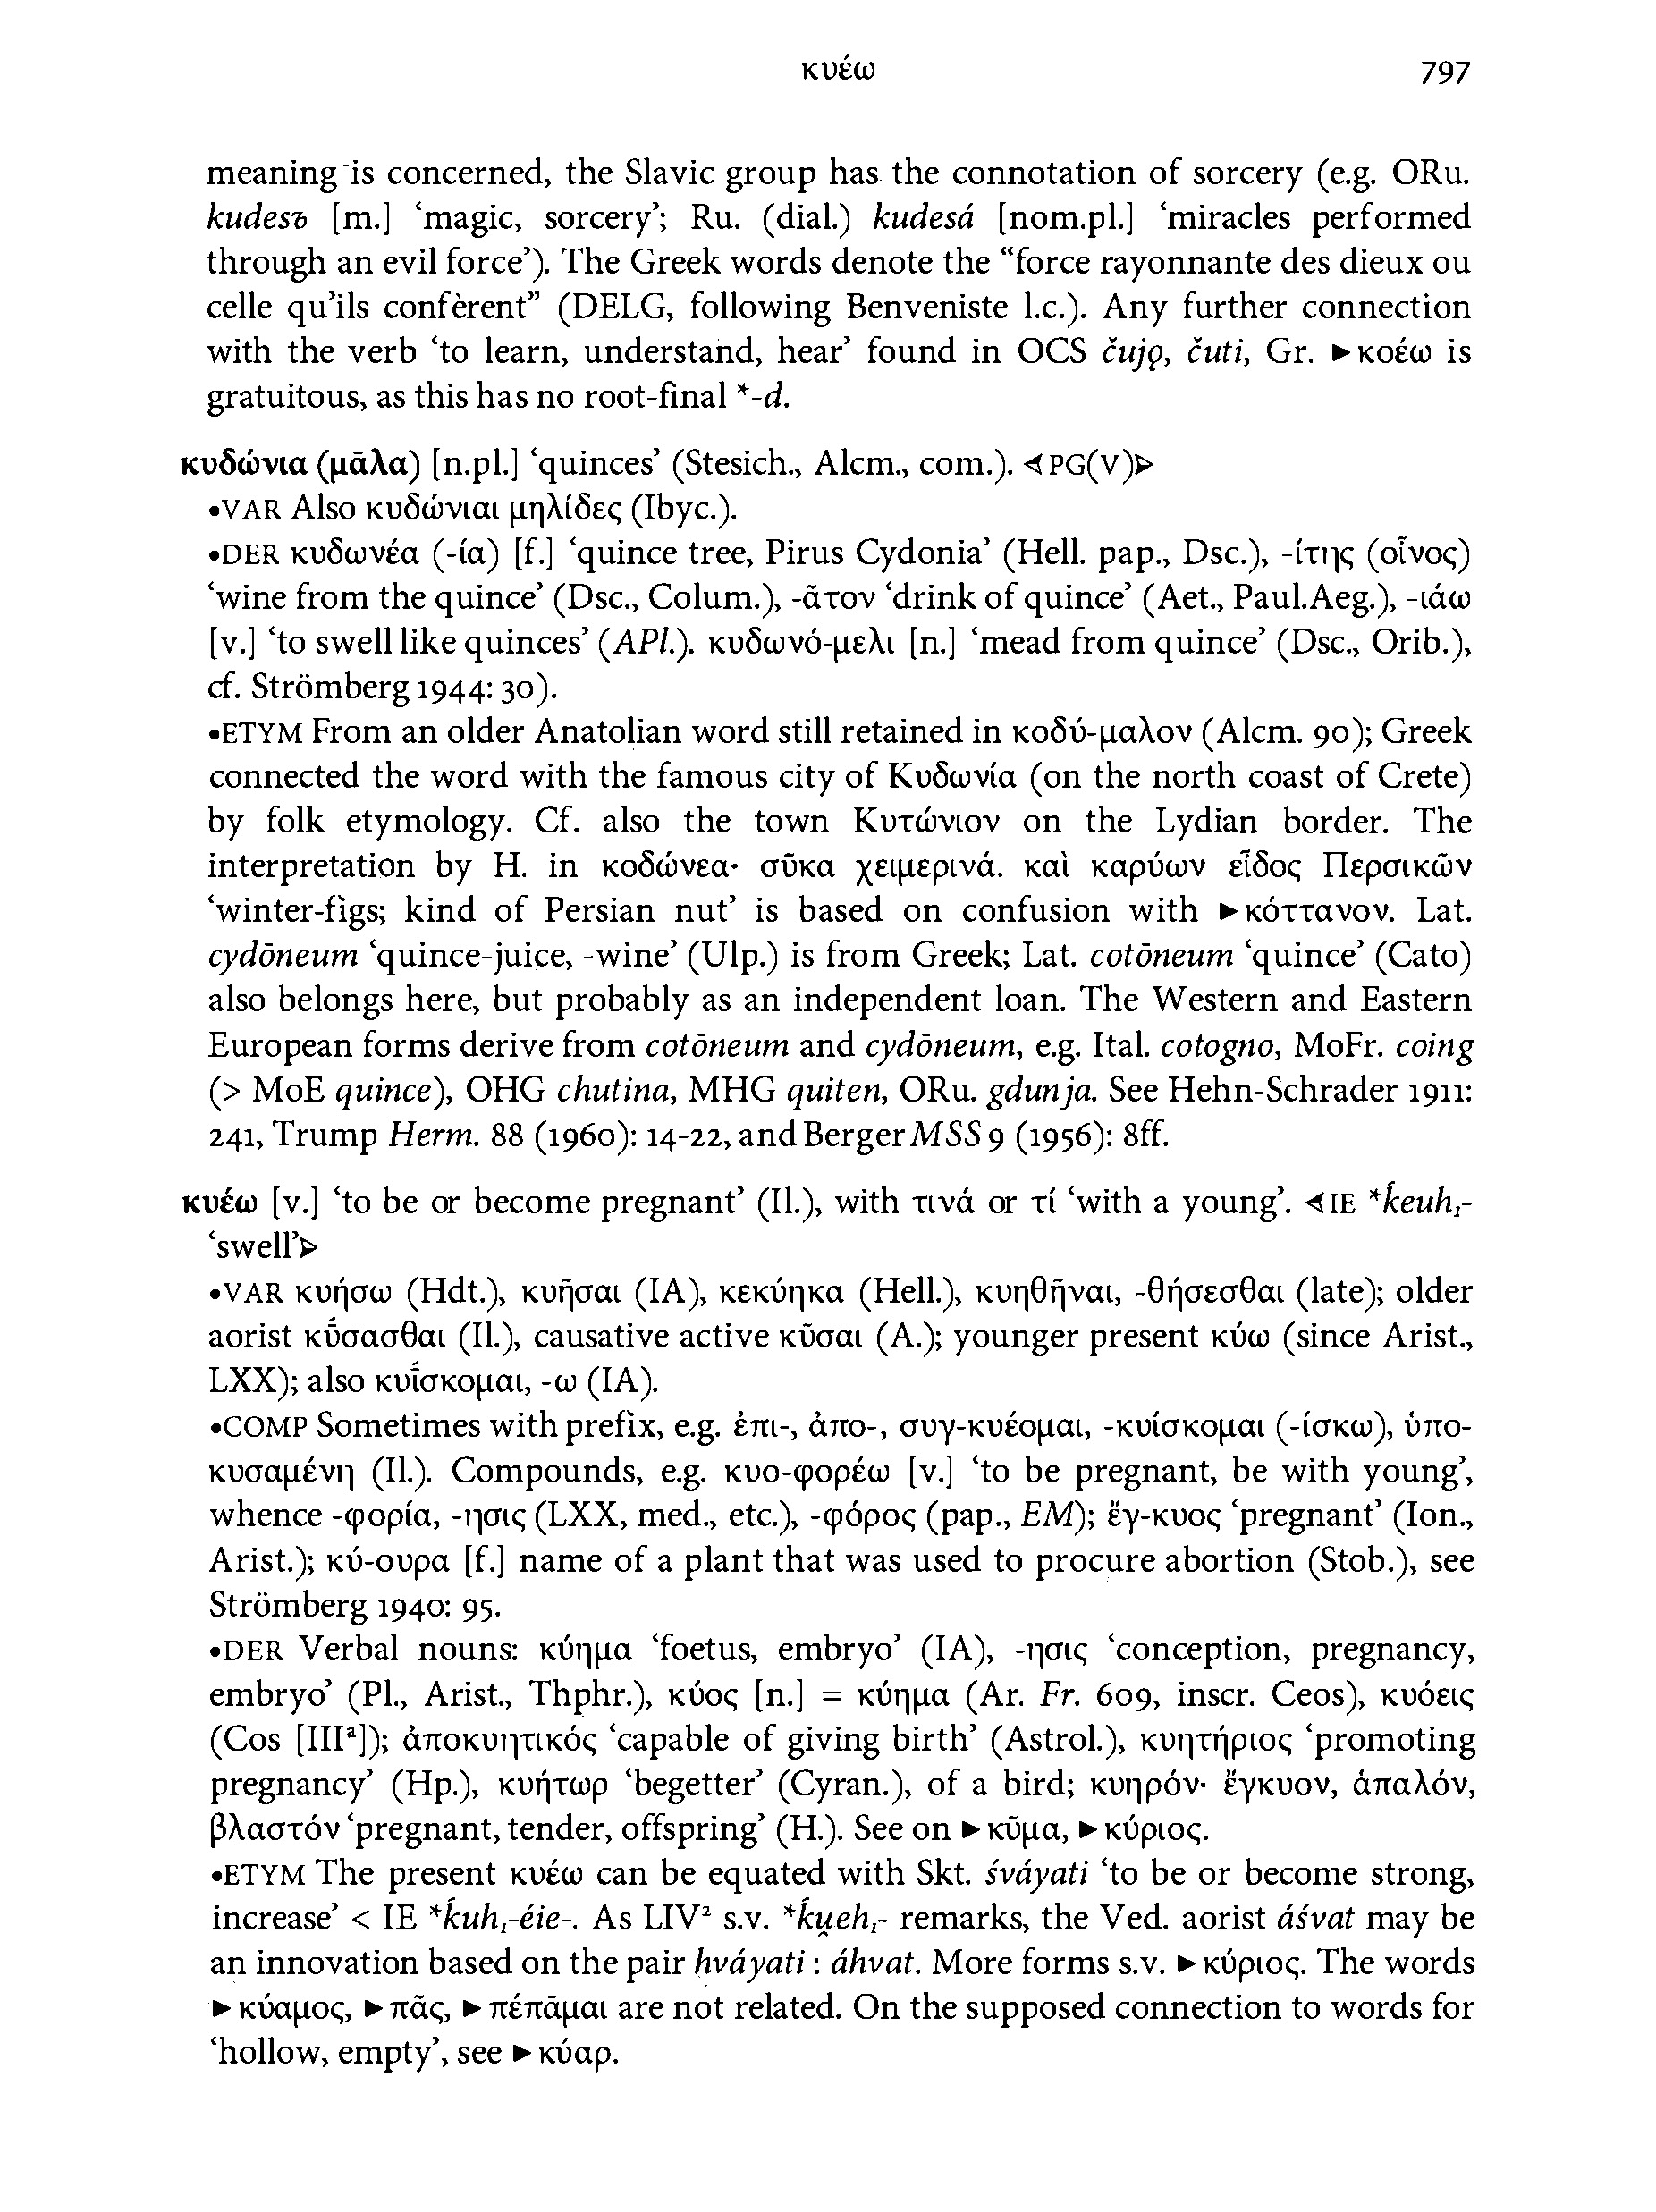 κυέω 797
meaning is concerned, the Slavic group has the connotation of sorcery (e.g. ORu.
kudesъ [m.] ‘magic, sorcery’; Ru. (dial.) kudesá [nom.pl.] ‘miracles performed
through an evil force’). The Greek words denote the “force rayonnante des dieux ou
celle qu’ils confèrent” (DELG, following Benveniste l.c.). Any further connection
with the verb ‘to learn, understand, hear’ found in OCS čujǫ, čuti, Gr. ►κοέω is
gratuitous, as this has no root-final *-d.
κυδώνια (μᾶλα) [n.pl.] ‘quinces’ (Stesich., Alcm., com.). ⊲PG(V)⊳
•VAR Also κυδώνιαι μηλίδες (Ibyc.).
•DER κυδωνέα (-ία) [f.] ‘quince tree, Pirus Cydonia’ (Hell. pap., Dsc.), -ίτης (οἶνος)
‘wine from the quince’ (Dsc., Colum.), -ᾶτον ‘drink of quince’ (Aet., Paul.Aeg.), -ιάω
[v.] ‘to swell like quinces’ (APl.). κυδωνό-μελι [n.] ‘mead from quince’ (Dsc., Orib.),
cf. Strömberg 1944: 30).
•ETYM From an older Anatolian word still retained in κοδύ-μαλον (Alcm. 90); Greek
connected the word with the famous city of Κυδωνία (on the north coast of Crete)
by folk etymology. Cf. also the town Κυτώνιον on the Lydian border. The
interpretation by H. in κοδώνεα· σῦκα χειμερινά. καὶ καρύων εἶδος Περσικῶν
‘winter-figs; kind of Persian nut’ is based on confusion with ►κόττανον. Lat.
cydōneum ‘quince-juice, -wine’ (Ulp.) is from Greek; Lat. cotōneum ‘quince’ (Cato)
also belongs here, but probably as an independent loan. The Western and Eastern
European forms derive from cotōneum and cydōneum, e.g. Ital. cotogno, MoFr. coing
(> MoE quince), OHG chutina, MHG quiten, ORu. gdunja. See Hehn-Schrader 1911:
241, Trump Herm. 88 (1960): 14-22, and Berger MSS 9 (1956): 8ff.
κυέω [v.] ‘to be or become pregnant’ (Il.), with τινά or τί ‘with a young’. ⊲IE *ḱeuh₁-
‘swell’⊳
•VAR κυήσω (Hdt.), κυῆσαι (IA), κεκύηκα (Hell.), κυηθῆναι, -θήσεσθαι (late); older
aorist κῡ́σασθαι (Il.), causative active κῦσαι (A.); younger present κύω (since Arist.,
LXX); also κυΐσκομαι, -ω (IA).
•COMP Sometimes with prefix, e.g. ἐπι-, ἀπο-, συγ-κυέομαι, -κυίσκομαι (-ίσκω), ὑπο-
κυσαμένη (Il.). Compounds, e.g. κυο-φορέω [v.] ‘to be pregnant, be with young’,
whence -φορία, -ησις (LXX, med., etc.), -φόρος (pap., EM); ἔγ-κυος ‘pregnant’ (Ion.,
Arist.); κύ-ουρα [f.] name of a plant that was used to procure abortion (Stob.), see
Strömberg 1940: 95.
•DER Verbal nouns: κύημα ‘foetus, embryo’ (IA), -ησις ‘conception, pregnancy,
embryo’ (Pl., Arist., Thphr.), κύος [n.] = κύημα (Ar. Fr. 609, inscr. Ceos), κυόεις
(Cos [IIIᵃ]); ἀποκυητικός ‘capable of giving birth’ (Astrol.), κυητήριος ‘promoting
pregnancy’ (Hp.), κυήτωρ ‘begetter’ (Cyran.), of a bird; κυηρόν· ἔγκυον, ἁπαλόν,
βλαστόν ‘pregnant, tender, offspring’ (H.). See on ►κῦμα, ►κύριος.
•ETYM The present κυέω can be equated with Skt. śváyati ‘to be or become strong,
increase’ < IE *ḱuh₁-éie-. As LIV² s.v. *ḱu̯eh₁- remarks, the Ved. aorist áśvat may be
an innovation based on the pair hváyati : áhvat. More forms s.v. ►κύριος. The words
►κύαμος, ►πᾶς, ►πέπᾱμαι are not related. On the supposed connection to words for
‘hollow, empty’, see ►κύαρ.